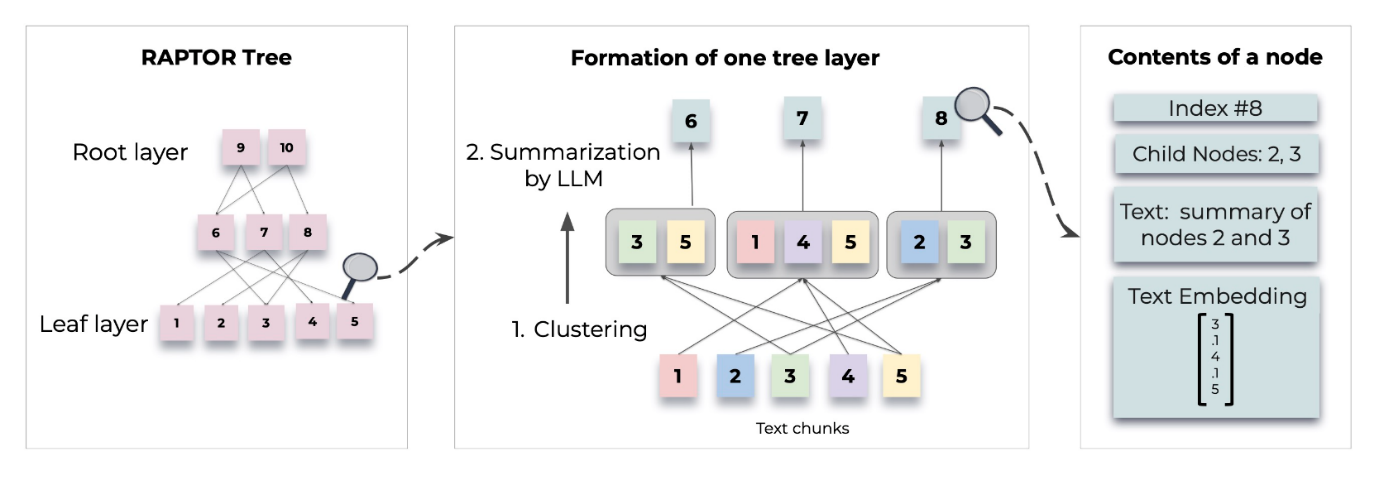 RAPTOR Tree
Root layer
9 10
6 7 8
Leaf layer
1 2 3 4 5
Formation of one tree layer
6 7 8
2. Summarization
by LLM
3 5 1 4 5 2 3
1. Clustering
1 2 3 4 5
Text chunks
Contents of a node
Index #8
Child Nodes: 2, 3
Text: summary of
nodes 2 and 3
Text Embedding
3
.1
4
.1
5